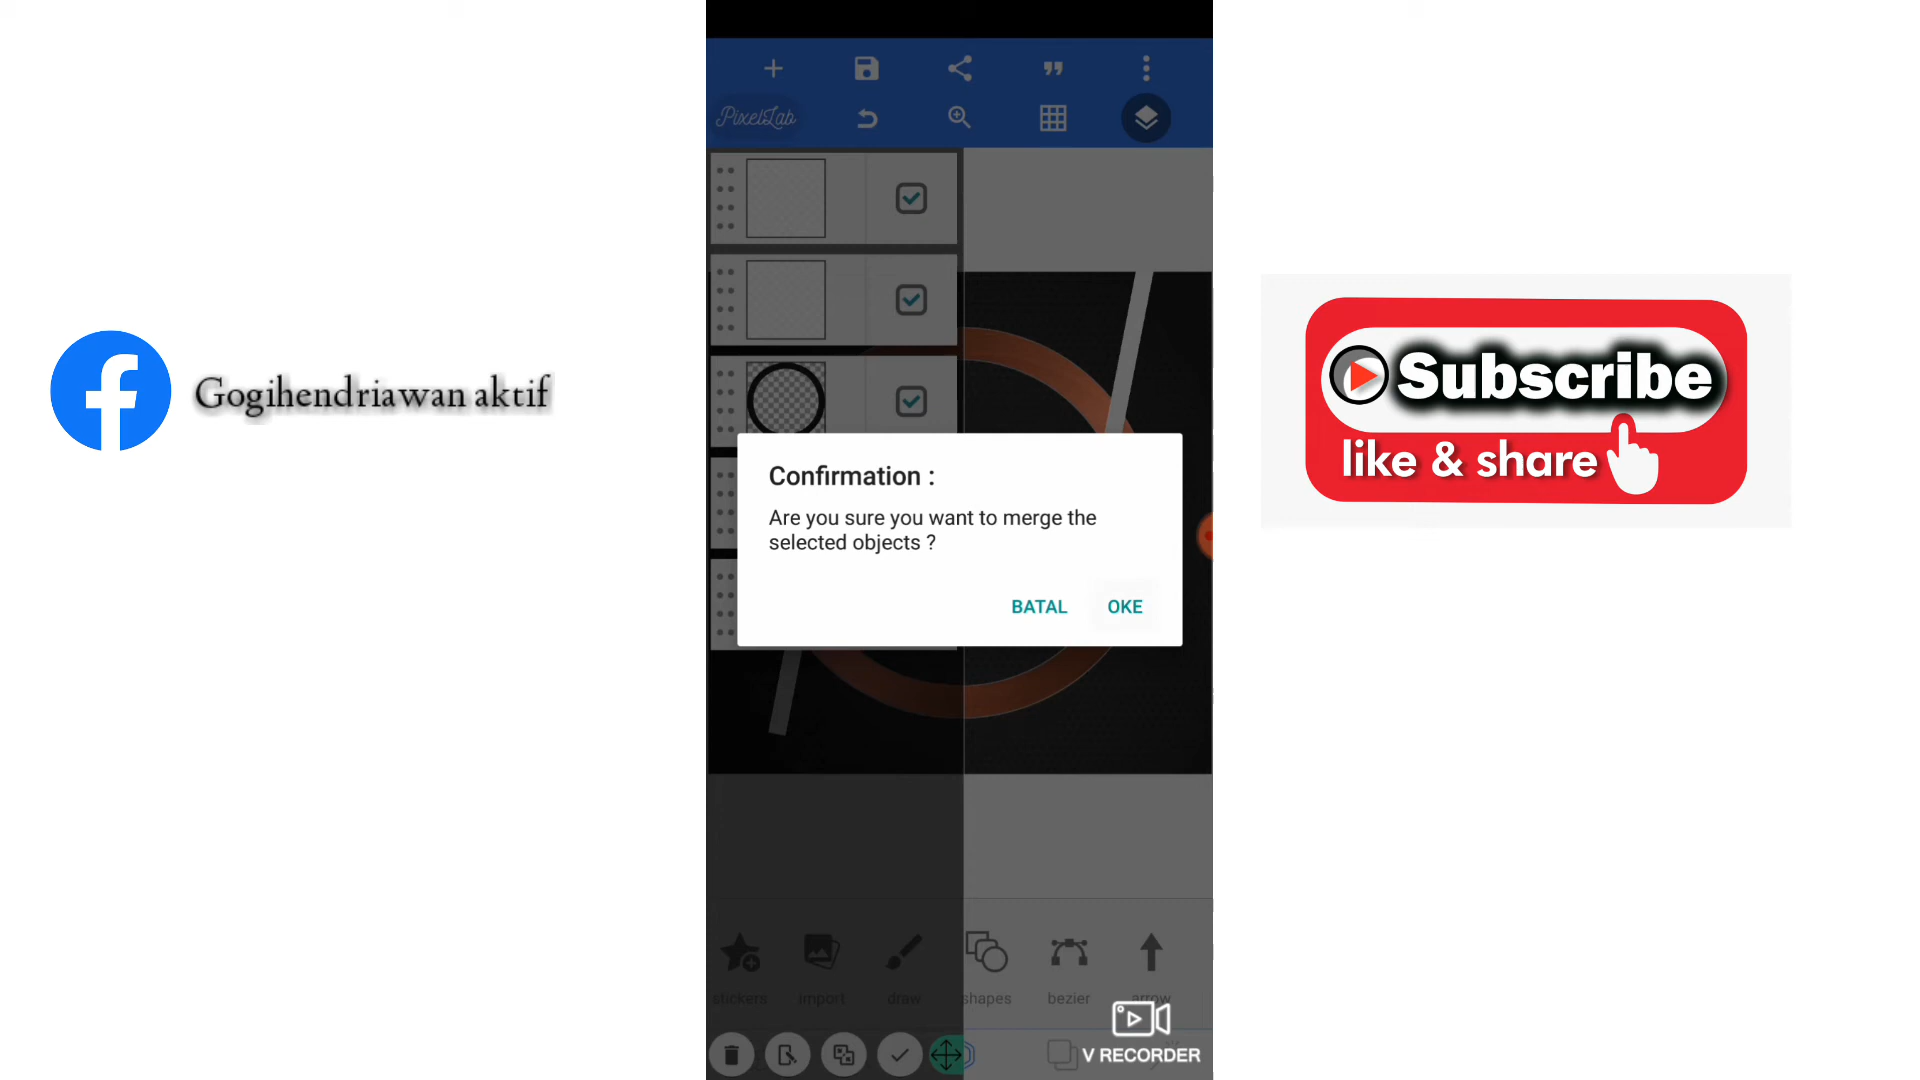 PixelLab
Gogihendriawan aktif
Confirmation :
Are you sure you want to merge the
selected objects ?
BATAL OKE
Subscribe
like & share
stickers import draw shapes bezier arrow
V RECORDER